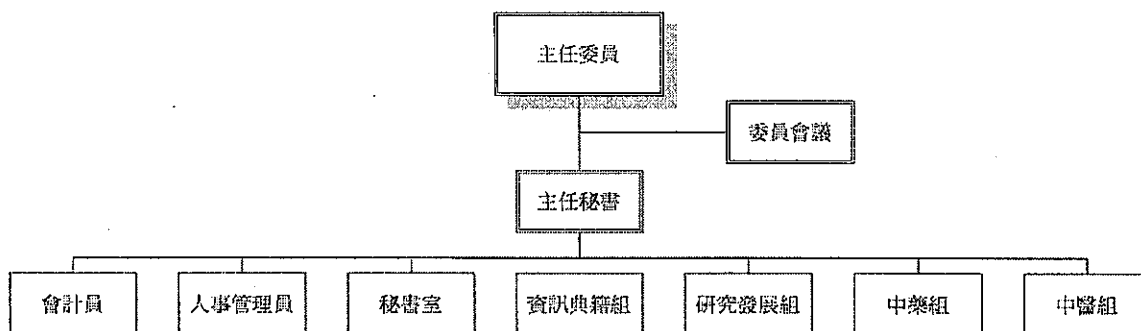 主任委員
委員會議
主任秘書
會計員
人事管理員
秘書室
資訊典籍組
研究發展組
中藥組
中醫組